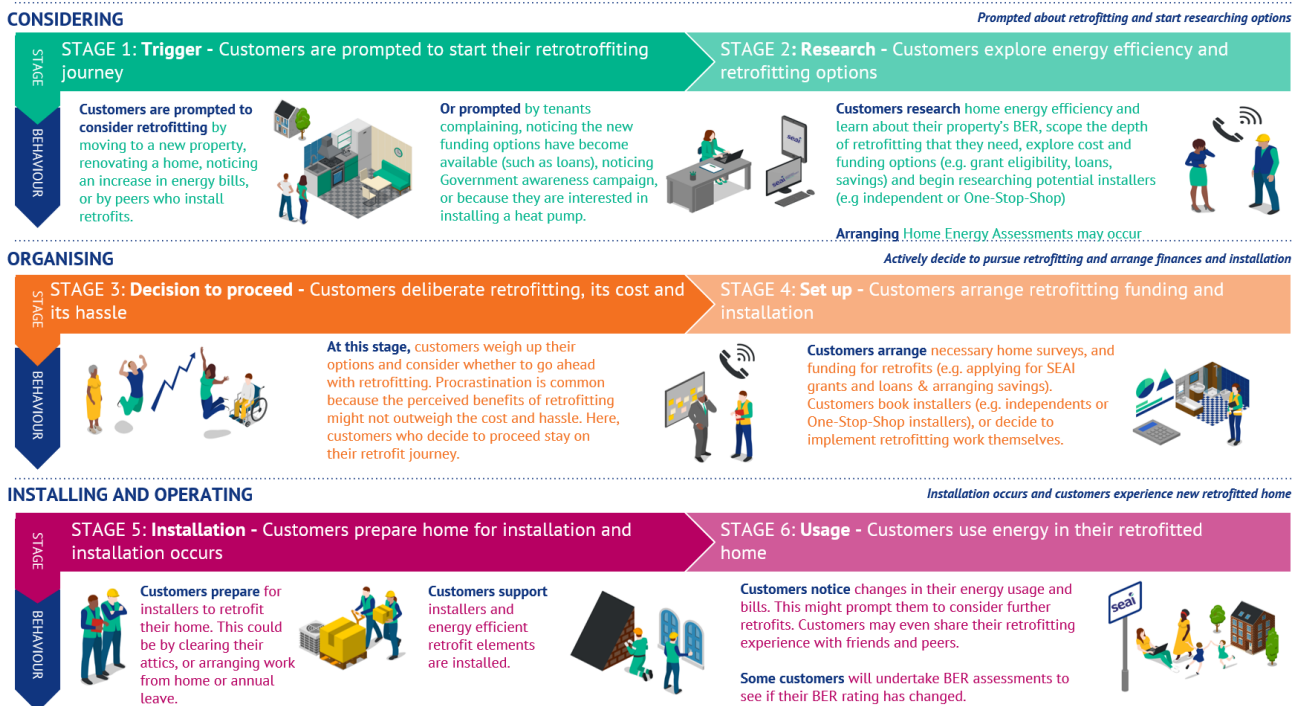 CONSIDERING
Prompted about retrofitting and start researching options
STAGE
STAGE 1: Trigger - Customers are prompted to start their retrotroffiting
journey
STAGE 2: Research - Customers explore energy efficiency and
retrofitting options
BEHAVIOUR
Customers are prompted to
consider retrofitting by
moving to a new property,
renovating a home, noticing
an increase in energy bills,
or by peers who install
retrofits.
Or prompted by tenants
complaining, noticing the new
funding options have become
available (such as loans), noticing
Government awareness campaign,
or because they are interested in
installing a heat pump.
seai
seai
Customers research home energy efficiency and
learn about their property's BER, scope the depth
of retrofitting that they need, explore cost and
funding options (e.g. grant eligibility, loans,
savings) and begin researching potential installers
(e.g independent or One-Stop-Shop)
Arranging Home Energy Assessments may occur
ORGANISING
Actively decide to pursue retrofitting and arrange finances and installation
STAGE
STAGE 3: Decision to proceed - Customers deliberate retrofitting, its cost and
its hassle
STAGE 4: Set up - Customers arrange retrofitting funding and
installation
BEHAVIOUR
At this stage, customers weigh up their
options and consider whether to go ahead
with retrofitting. Procrastination is common
because the perceived benefits of retrofitting
might not outweigh the cost and hassle. Here,
customers who decide to proceed stay on
their retrofit journey.
Customers arrange necessary home surveys, and
funding for retrofits (e.g. applying for SEAI
grants and loans & arranging savings).
Customers book installers (e.g. independents or
One-Stop-Shop installers), or decide to
implement retrofitting work themselves.
INSTALLING AND OPERATING
Installation occurs and customers experience new retrofitted home
STAGE
STAGE 5: Installation - Customers prepare home for installation and
installation occurs
STAGE 6: Usage - Customers use energy in their retrofitted
home
BEHAVIOUR
Customers prepare for
installers to retrofit
their home. This could
be by clearing their
attics, or arranging work
from home or annual
leave.
Customers support
installers and
energy efficient
retrofit elements
are installed.
Customers notice changes in their energy usage and
bills. This might prompt them to consider further
retrofits. Customers may even share their retrofitting
experience with friends and peers.
Some customers will undertake BER assessments to
see if their BER rating has changed.
seai